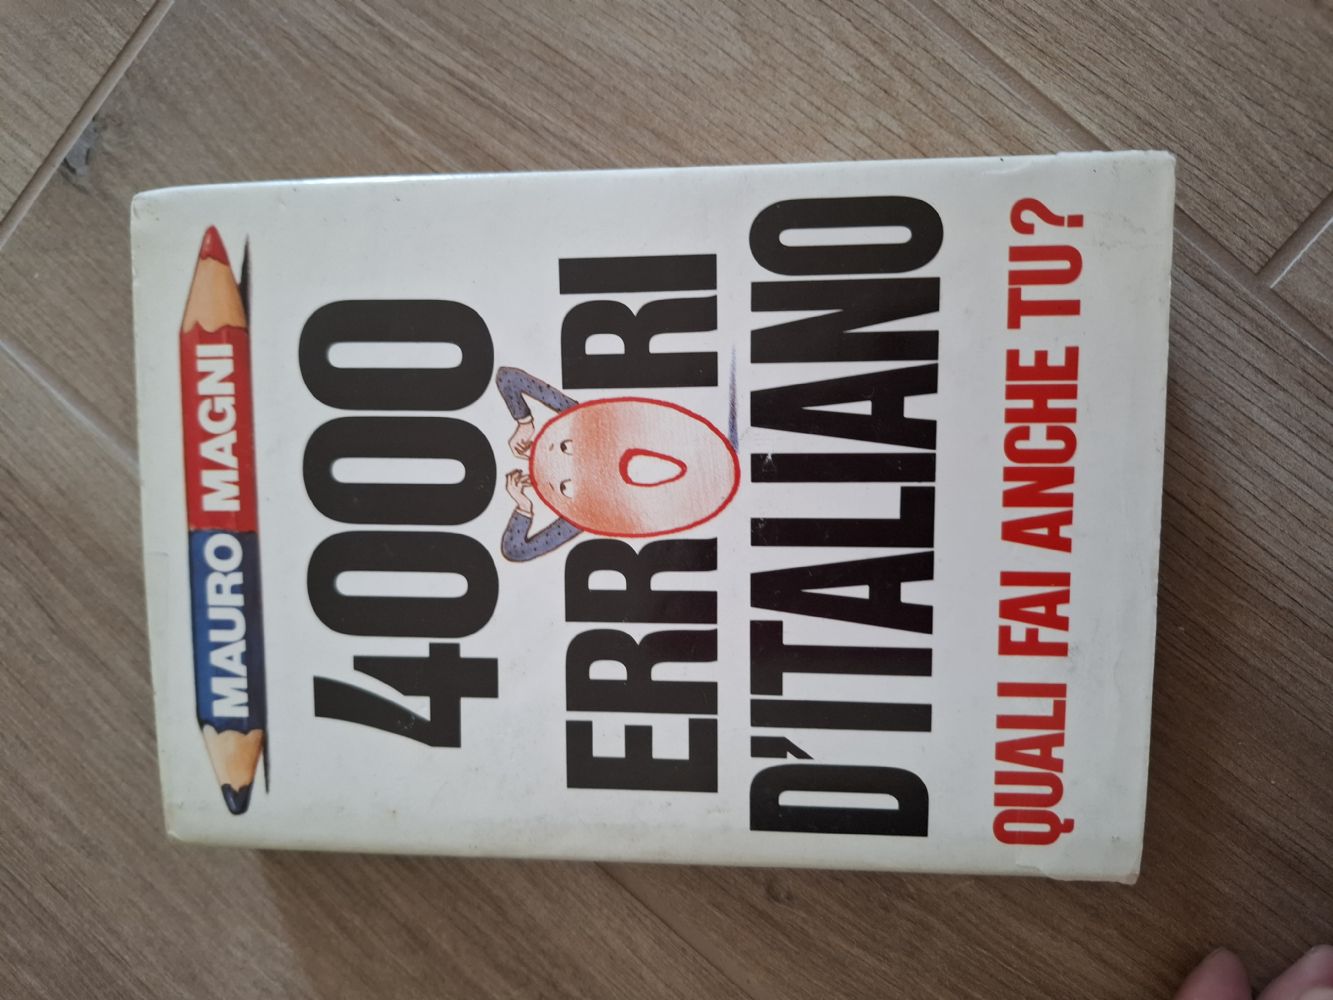 MAURO MAGNI
4000
ERRORI
D'ITALIANO
QUALI FAI ANCHE TU?